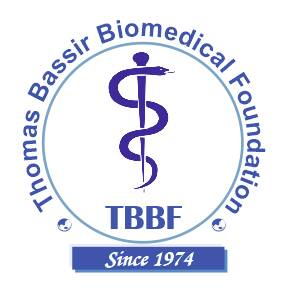 Thomas Bassir Biomedical Foundation
TBBF
Since 1974